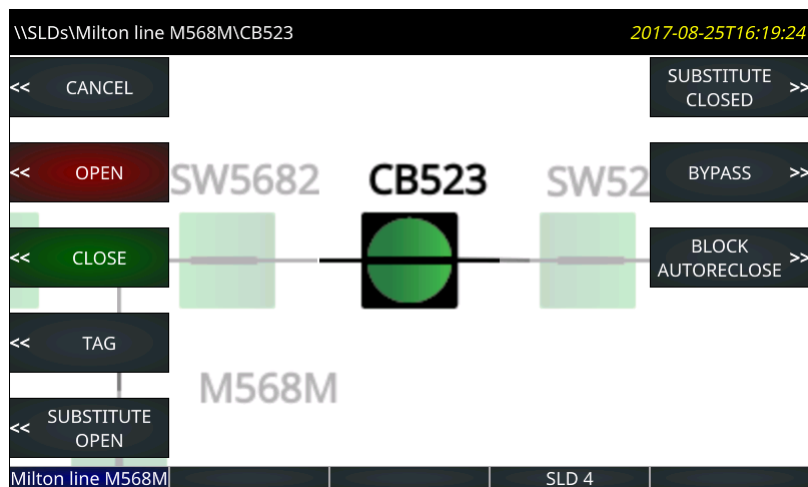 \\SLDs\Milton line M568M\CB523
2017-08-25T16:19:24
<< CANCEL
SUBSTITUTE
CLOSED >>
<< OPEN
SW5682
CB523
SW52
BYPASS >>
<< CLOSE
BLOCK
AUTORECLOSE >>
<< TAG
M568M
<< SUBSTITUTE
OPEN
Milton line M568M
SLD 4